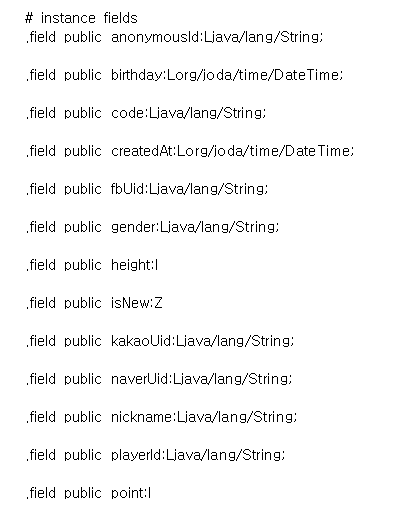 # instance fields
.field public anonymousId:Ljava/lang/String;
.field public birthday:Lorg/joda/time/DateTime;
.field public code:Ljava/lang/String;
.field public createdAt:Lorg/joda/time/DateTime;
.field public fbUid:Ljava/lang/String;
.field public gender:Ljava/lang/String;
.field public height:I
.field public isNew:Z
.field public kakaoUid:Ljava/lang/String;
.field public naverUid:Ljava/lang/String;
.field public nickname:Ljava/lang/String;
.field public playerId:Ljava/lang/String;
.field public point:I